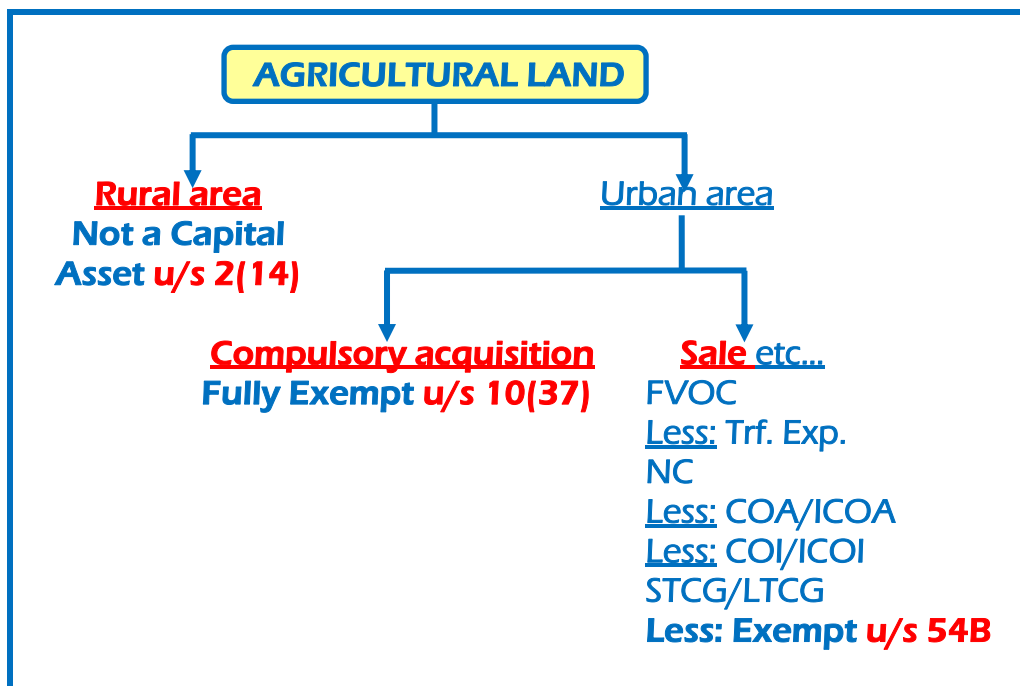 AGRICULTURAL LAND
Rural area
Not a Capital
Asset u/s 2(14)
Urban area
Compulsory acquisition
Fully Exempt u/s 10(37)
Sale etc...
FVOC
Less: Trf. Exp.
NC
Less: COA/ICOA
Less: COI/ICOI
STCG/LTCG
Less: Exempt u/s 54B